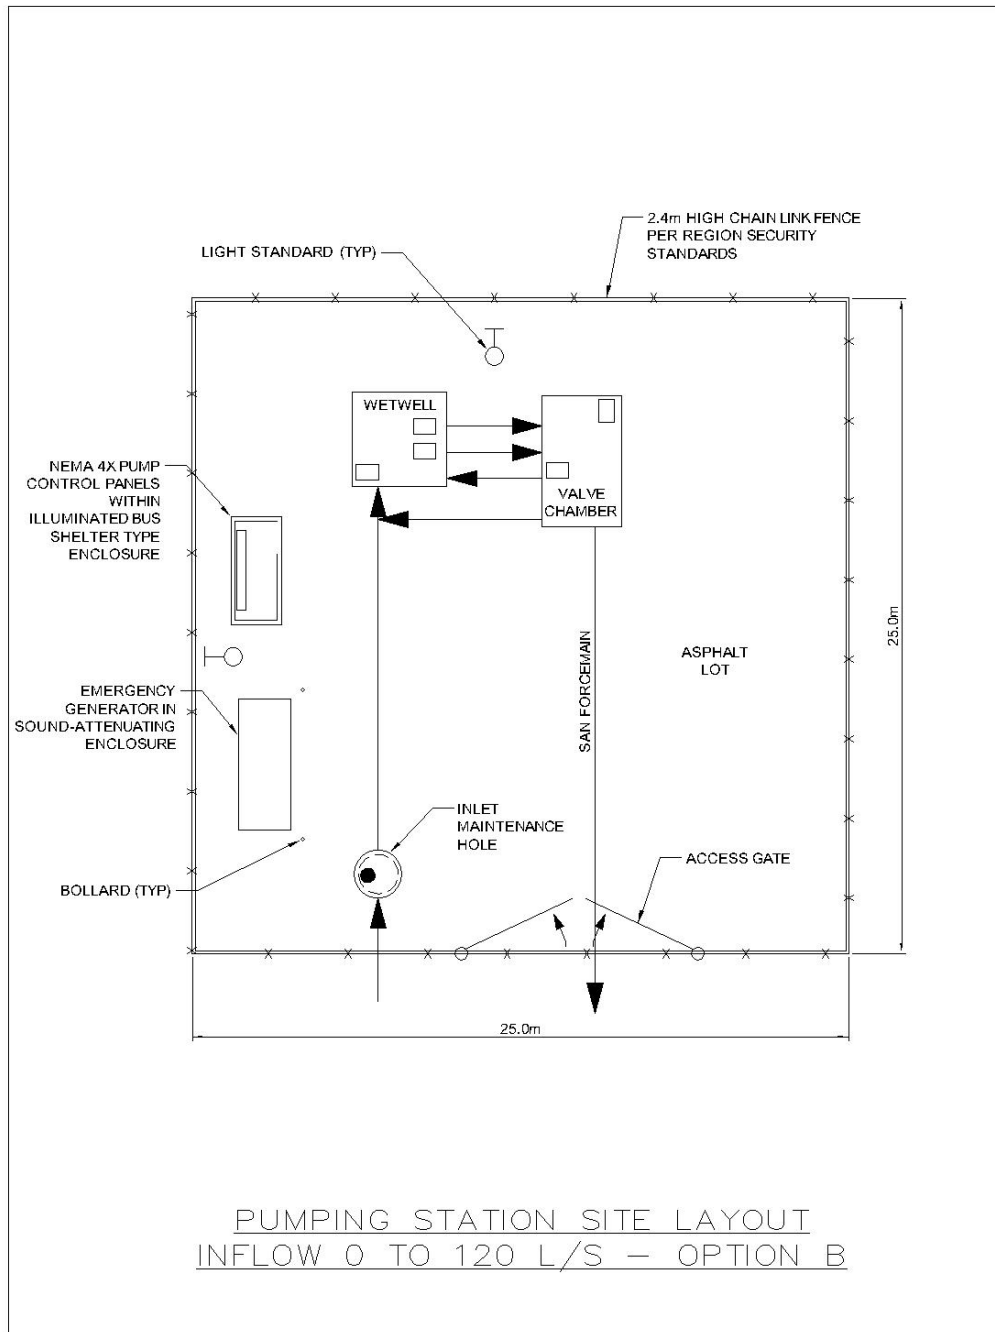 2.4m HIGH CHAIN LINK FENCE
PER REGION SECURITY
STANDARDS
LIGHT STANDARD (TYP)
WETWELL
VALVE
CHAMBER
NEMA 4X PUMP
CONTROL PANELS
WITHIN
ILLUMINATED BUS
SHELTER TYPE
ENCLOSURE
25.0m
SAN FORCEMAIN
ASPHALT
LOT
EMERGENCY
GENERATOR IN
SOUND-ATTENUATING
ENCLOSURE
INLET
MAINTENANCE
HOLE
ACCESS GATE
BOLLARD (TYP)
25.0m
PUMPING STATION SITE LAYOUT
INFLOW 0 TO 120 L/S – OPTION B